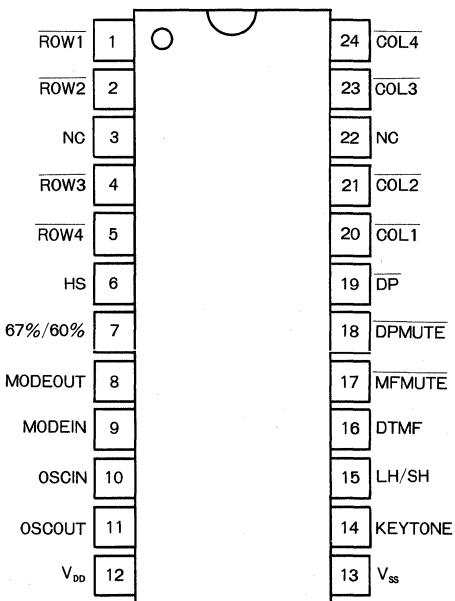 ROW1 1 24 COL4
ROW2 2 23 COL3
NC 3 22 NC
ROW3 4 21 COL2
ROW4 5 20 COL1
HS 6 19 DP
67%/60% 7 18 DPMUTE
MODEOUT 8 17 MFMUTE
MODEIN 9 16 DTMF
OSCIN 10 15 LH/SH
OSCOUT 11 14 KEYTONE
VDD 12 13 VSS